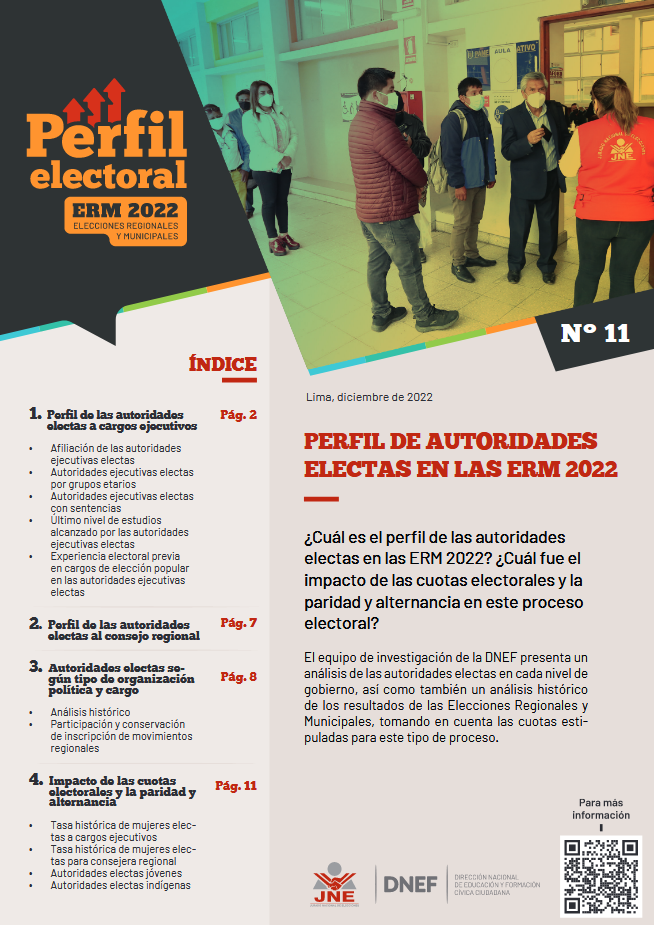 Perfil
electoral
ERM 2022
ELECCIONES REGIONALES
Y MUNICIPALES
AULA
JNE
Nº 11
ÍNDICE
1. Perfil de las autoridades Pág. 2
electas a cargos ejecutivos
• Afiliación de las autoridades
ejecutivas electas
• Autoridades ejecutivas electas
por grupos etarios
• Autoridades ejecutivas electas
con sentencias
• Último nivel de estudios
alcanzado por las autoridades
ejecutivas electas
• Experiencia electoral previa
en cargos de elección popular
en las autoridades ejecutivas
electas
2. Perfil de las autoridades Pág. 7
electas al consejo regional
3. Autoridades electas se-
gún tipo de organización Pág. 8
política y cargo
• Análisis histórico
• Participación y conservación
de inscripción de movimientos
regionales
4. Impacto de las cuotas Pág. 11
electorales y la paridad y
alternancia
• Tasa histórica de mujeres elec-
tas a cargos ejecutivos
• Tasa histórica de mujeres elec-
tas para consejera regional
• Autoridades electas jóvenes
• Autoridades electas indígenas
Lima, diciembre de 2022
PERFIL DE AUTORIDADES
ELECTAS EN LAS ERM 2022
¿Cuál es el perfil de las autoridades
electas en las ERM 2022? ¿Cuál fue el
impacto de las cuotas electorales y la
paridad y alternancia en este proceso
electoral?
El equipo de investigación de la DNEF presenta un
análisis de las autoridades electas en cada nivel de
gobierno, así como también un análisis histórico
de los resultados de las Elecciones Regionales y
Municipales, tomando en cuenta las cuotas esti-
puladas para este tipo de proceso.
Para más
información
JNE
DNEF
DIRECCIÓN NACIONAL
DE EDUCACIÓN Y FORMACIÓN
CÍVICA CIUDADANA